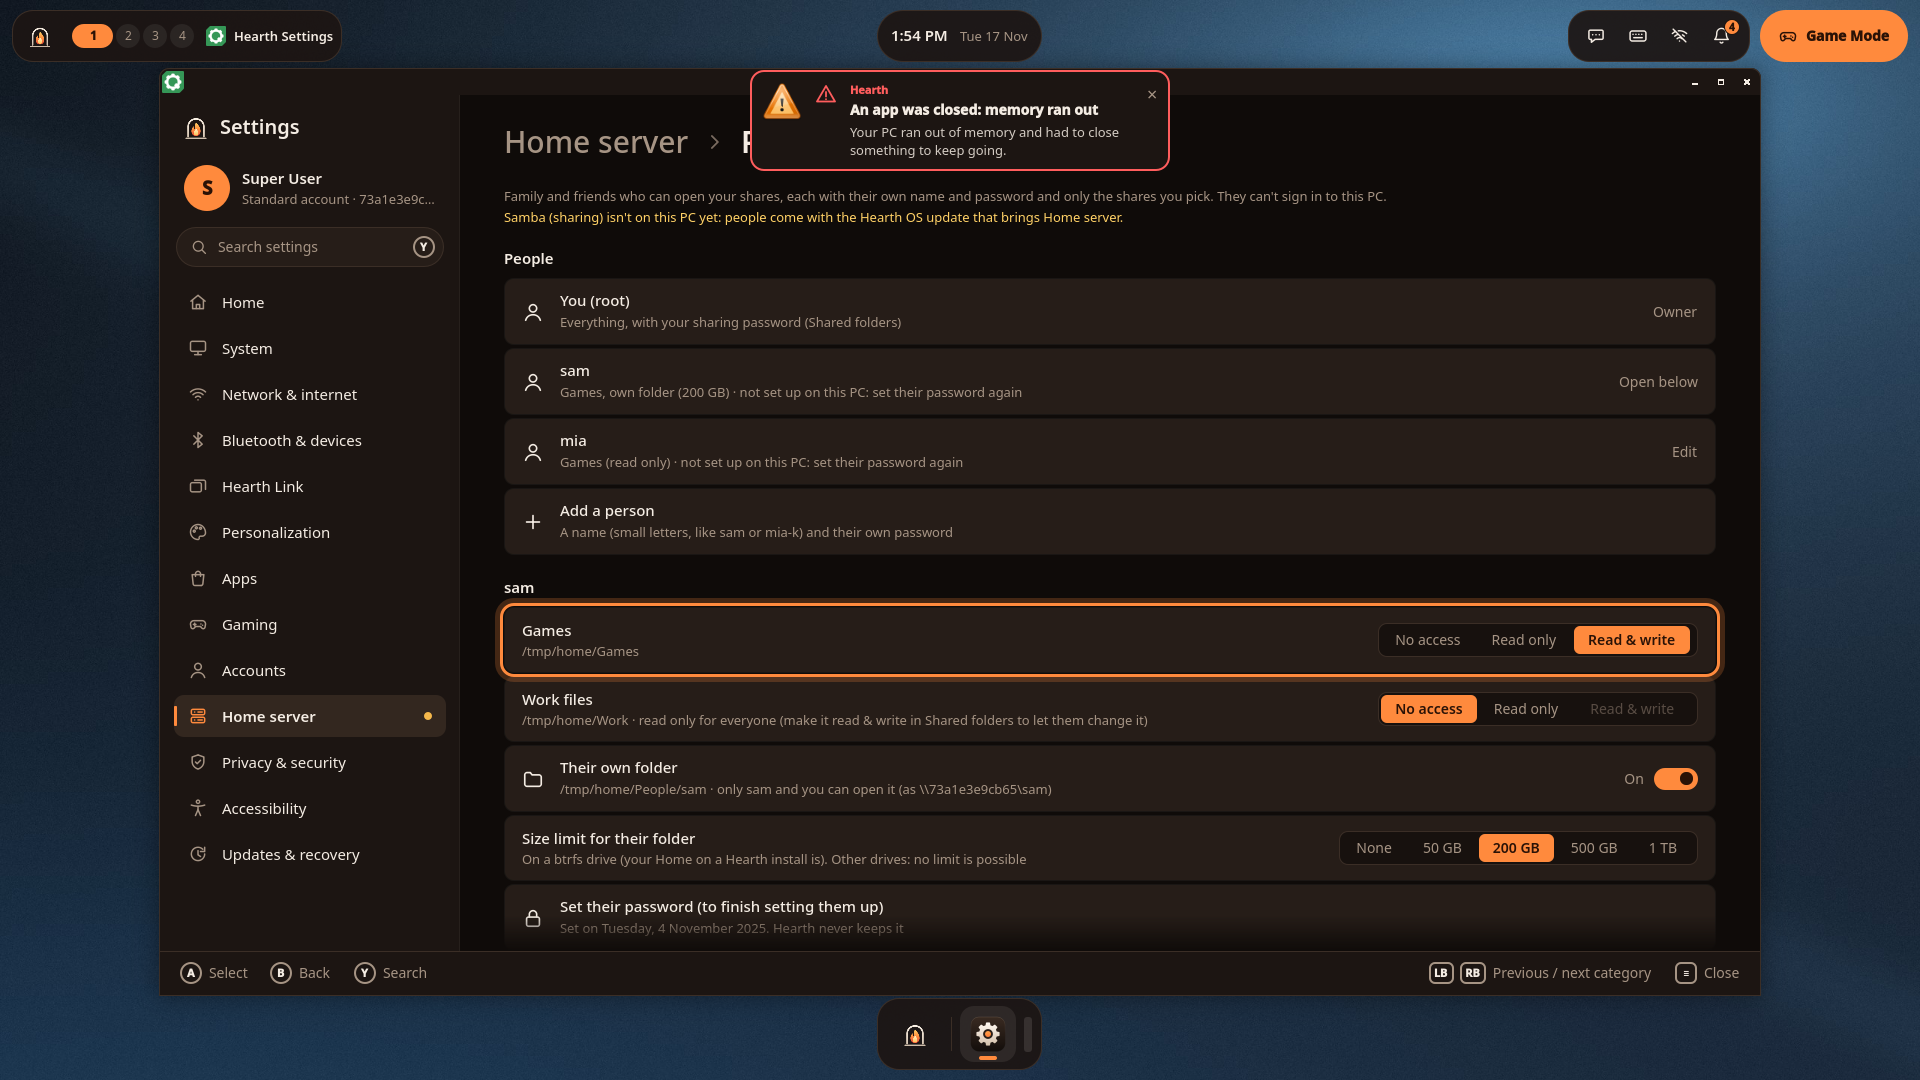 1 2 3 4 Hearth Settings
1:54 PM Tue 17 Nov
4
Game Mode
Hearth
An app was closed: memory ran out
Your PC ran out of memory and had to close
something to keep going.
Settings
S
Super User
Standard account · 73a1e3e9c...
Search settings Y
Home
System
Network & internet
Bluetooth & devices
Hearth Link
Personalization
Apps
Gaming
Accounts
Home server
Privacy & security
Accessibility
Updates & recovery
Home server
Family and friends who can open your shares, each with their own name and password and only the shares you pick. They can't sign in to this PC.
Samba (sharing) isn't on this PC yet: people come with the Hearth OS update that brings Home server.
People
You (root)
Everything, with your sharing password (Shared folders)
Owner
sam
Games, own folder (200 GB) · not set up on this PC: set their password again
Open below
mia
Games (read only) · not set up on this PC: set their password again
Edit
Add a person
A name (small letters, like sam or mia-k) and their own password
sam
Games
/tmp/home/Games
No access Read only Read & write
Work files
/tmp/home/Work · read only for everyone (make it read & write in Shared folders to let them change it)
No access Read only Read & write
Their own folder
/tmp/home/People/sam · only sam and you can open it (as \\73a1e3e9cb65\sam)
On
Size limit for their folder
On a btrfs drive (your Home on a Hearth install is). Other drives: no limit is possible
None 50 GB 200 GB 500 GB 1 TB
Set their password (to finish setting them up)
Set on Tuesday, 4 November 2025. Hearth never keeps it
A Select B Back Y Search
LB RB Previous / next category Close